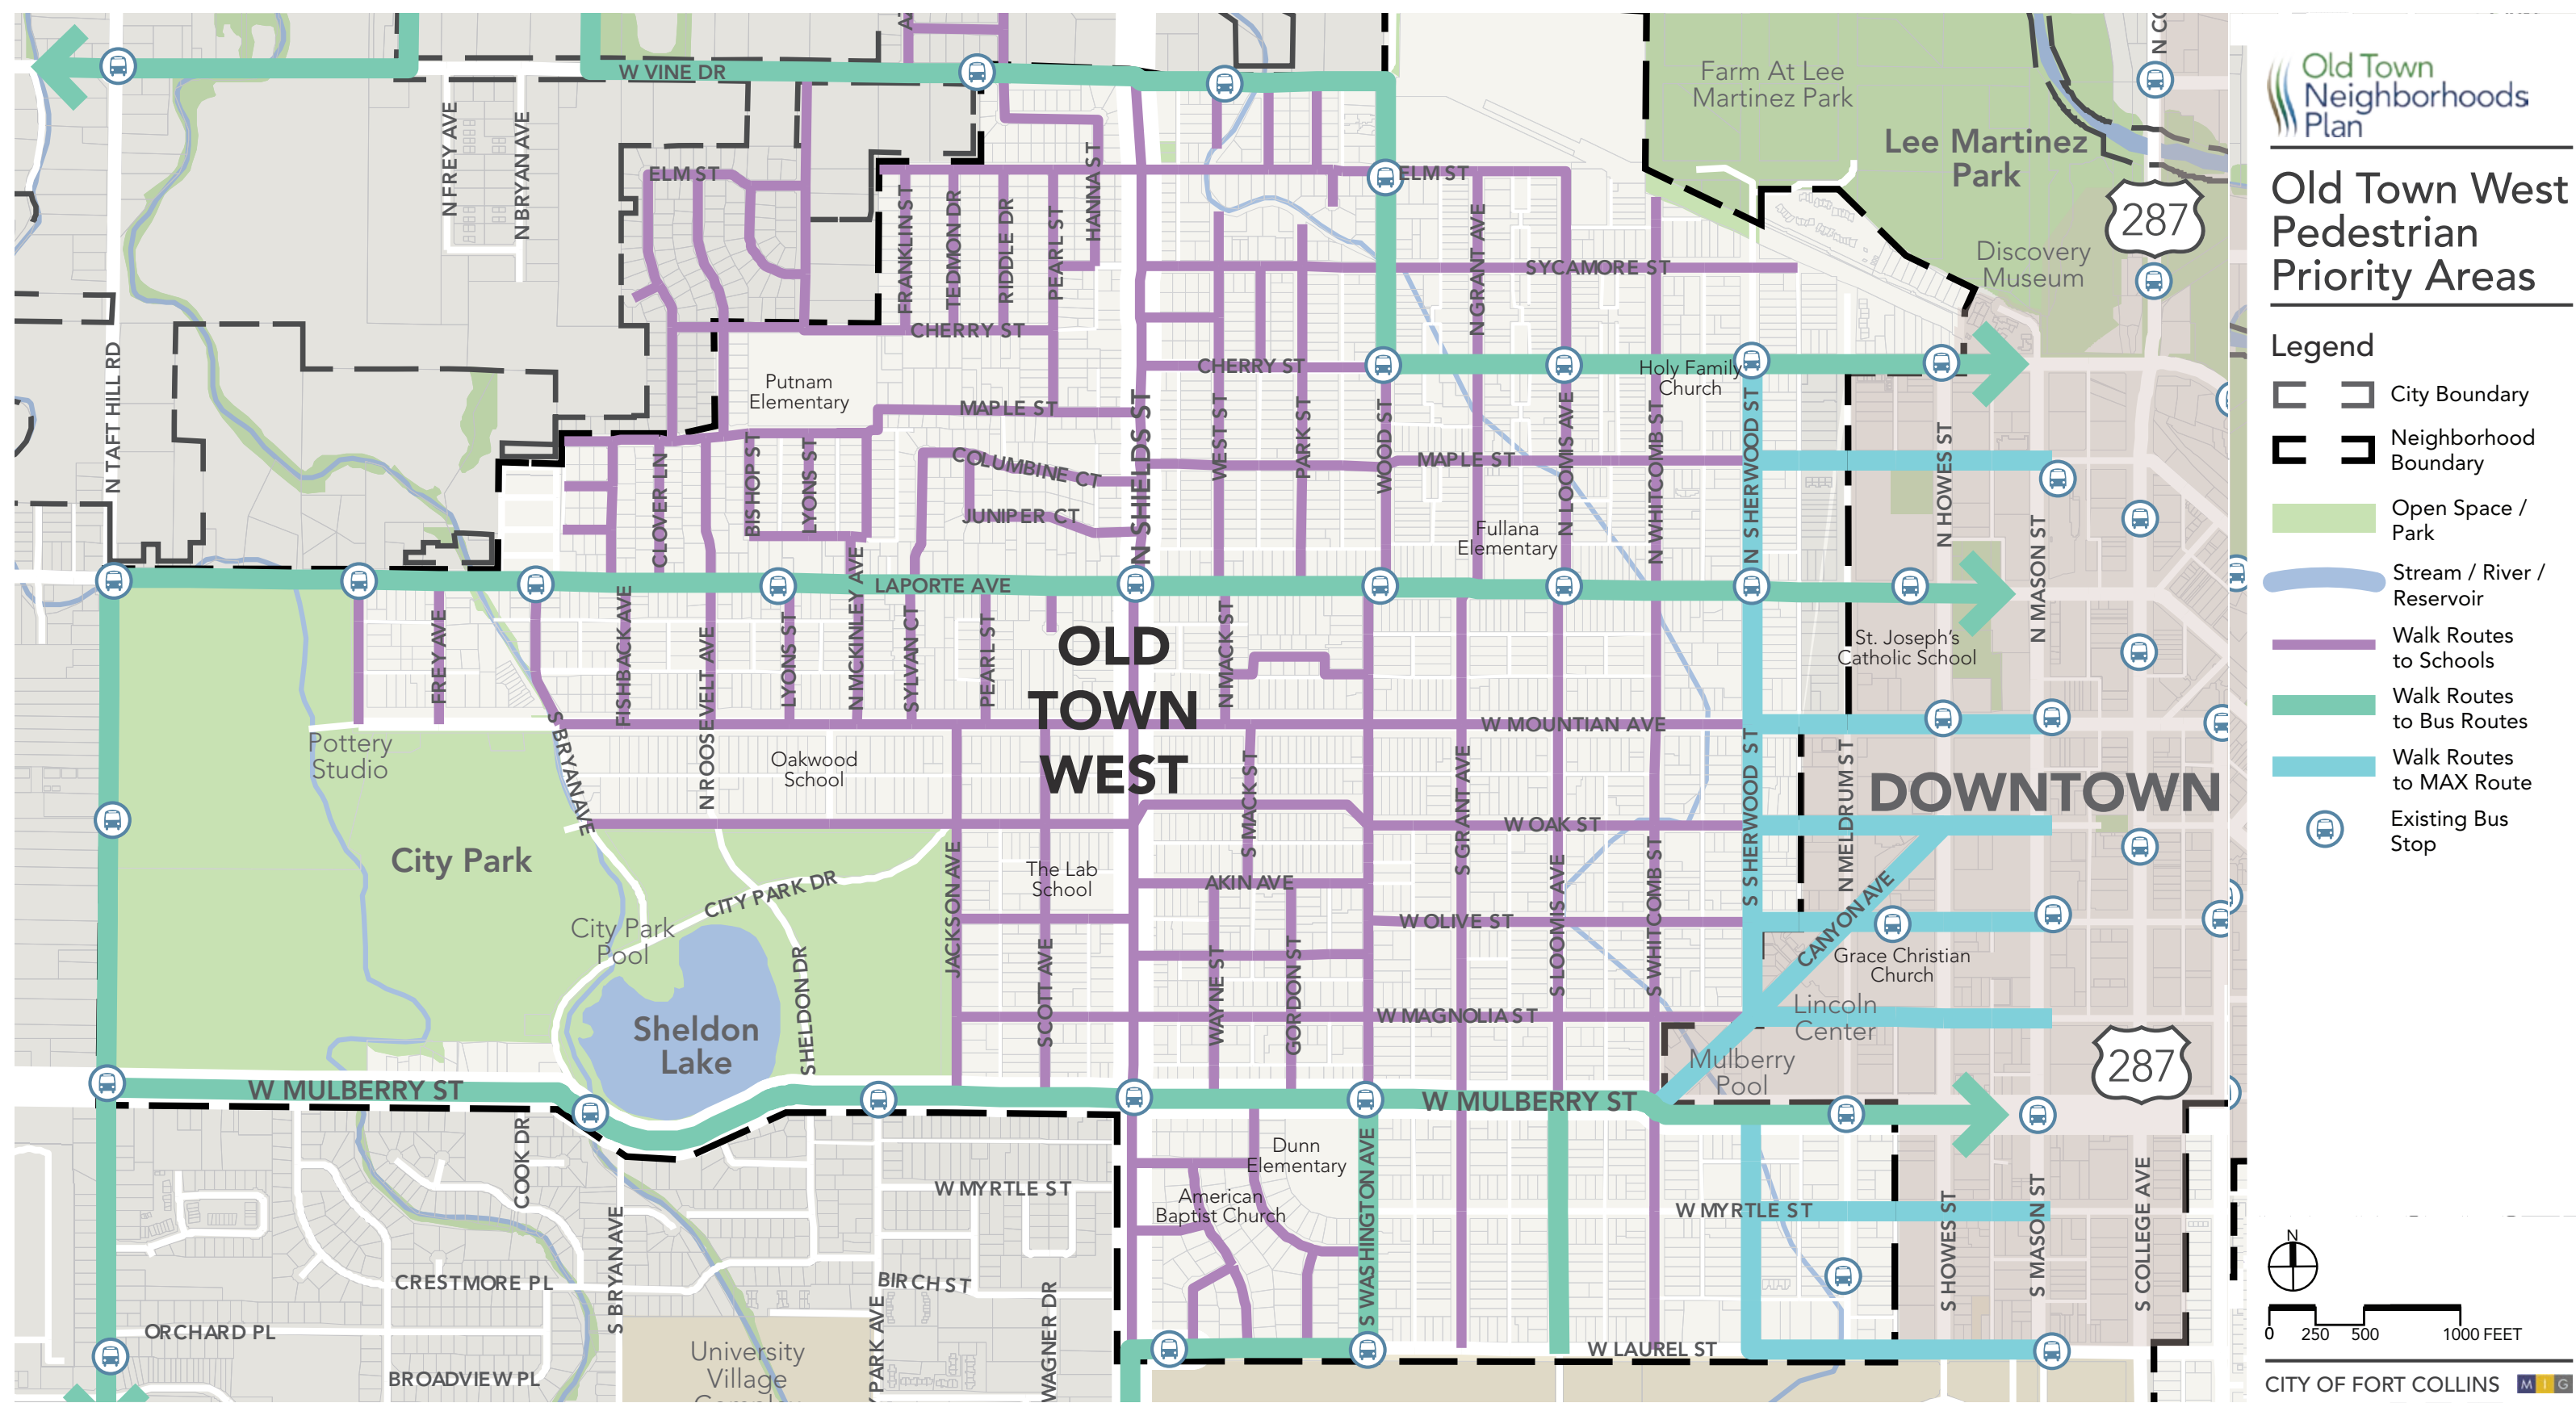 W VINE DR
N FREY AVE
N BRYAN AVE
Farm At Lee
Martinez Park
Lee Martinez
Park
287
Discovery
Museum
N CO
ELM ST
ELM ST
FRANKLIN ST
TEDMON DR
RIDDLE DR
PEARL ST
HANNA ST
N GRANT AVE
SYCAMORE ST
N TAFT HILL RD
CHERRY ST
CHERRY ST
Putnam
Elementary
Holy Family
Church
MAPLE ST
MAPLE ST
COLUMBINE CT
JUNIPER CT
CLOVER LN
BISHOP ST
LYONS ST
N SHIELDS ST
WEST ST
PARK ST
WOOD ST
N LOOMIS AVE
N WHITCOMB ST
N SHERWOOD ST
N HOWES ST
N MASON ST
Fullana
Elementary
LAPORTE AVE
FREY AVE
FISHBACK AVE
N ROOSEVELT AVE
LYONS ST
N MCKINLEY AVE
SYLVAN CT
PEARL ST
N MACK ST
OLD
TOWN
WEST
St. Joseph's
Catholic School
W MOUNTIAN AVE
Pottery
Studio
S BRYAN AVE
Oakwood
School
S MACK ST
S GRANT AVE
S SHERWOOD ST
N MELDRUM ST
DOWNTOWN
W OAK ST
City Park
CITY PARK DR
The Lab
School
AKIN AVE
CANYON AVE
City Park
Pool
JACKSON AVE
SCOTT AVE
WAYNE ST
GORDON ST
W OLIVE ST
S LOOMIS AVE
S WHITCOMB ST
Grace Christian
Church
SHELDON DR
Sheldon
Lake
W MAGNOLIA ST
Lincoln
Center
Mulberry
Pool
287
W MULBERRY ST
W MULBERRY ST
COOK DR
S BRYAN AVE
W MYRTLE ST
Dunn
Elementary
American
Baptist Church
S WASHINGTON AVE
W MYRTLE ST
S HOWES ST
S MASON ST
S COLLEGE AVE
CRESTMORE PL
BIRCH ST
ORCHARD PL
BROADVIEW PL
University
Village
PARK AVE
WAGNER DR
W LAUREL ST
Old Town
Neighborhoods
Plan
Old Town West
Pedestrian
Priority Areas
Legend
City Boundary
Neighborhood
Boundary
Open Space /
Park
Stream / River /
Reservoir
Walk Routes
to Schools
Walk Routes
to Bus Routes
Walk Routes
to MAX Route
Existing Bus
Stop
N
0 250 500 1000 FEET
CITY OF FORT COLLINS M I G